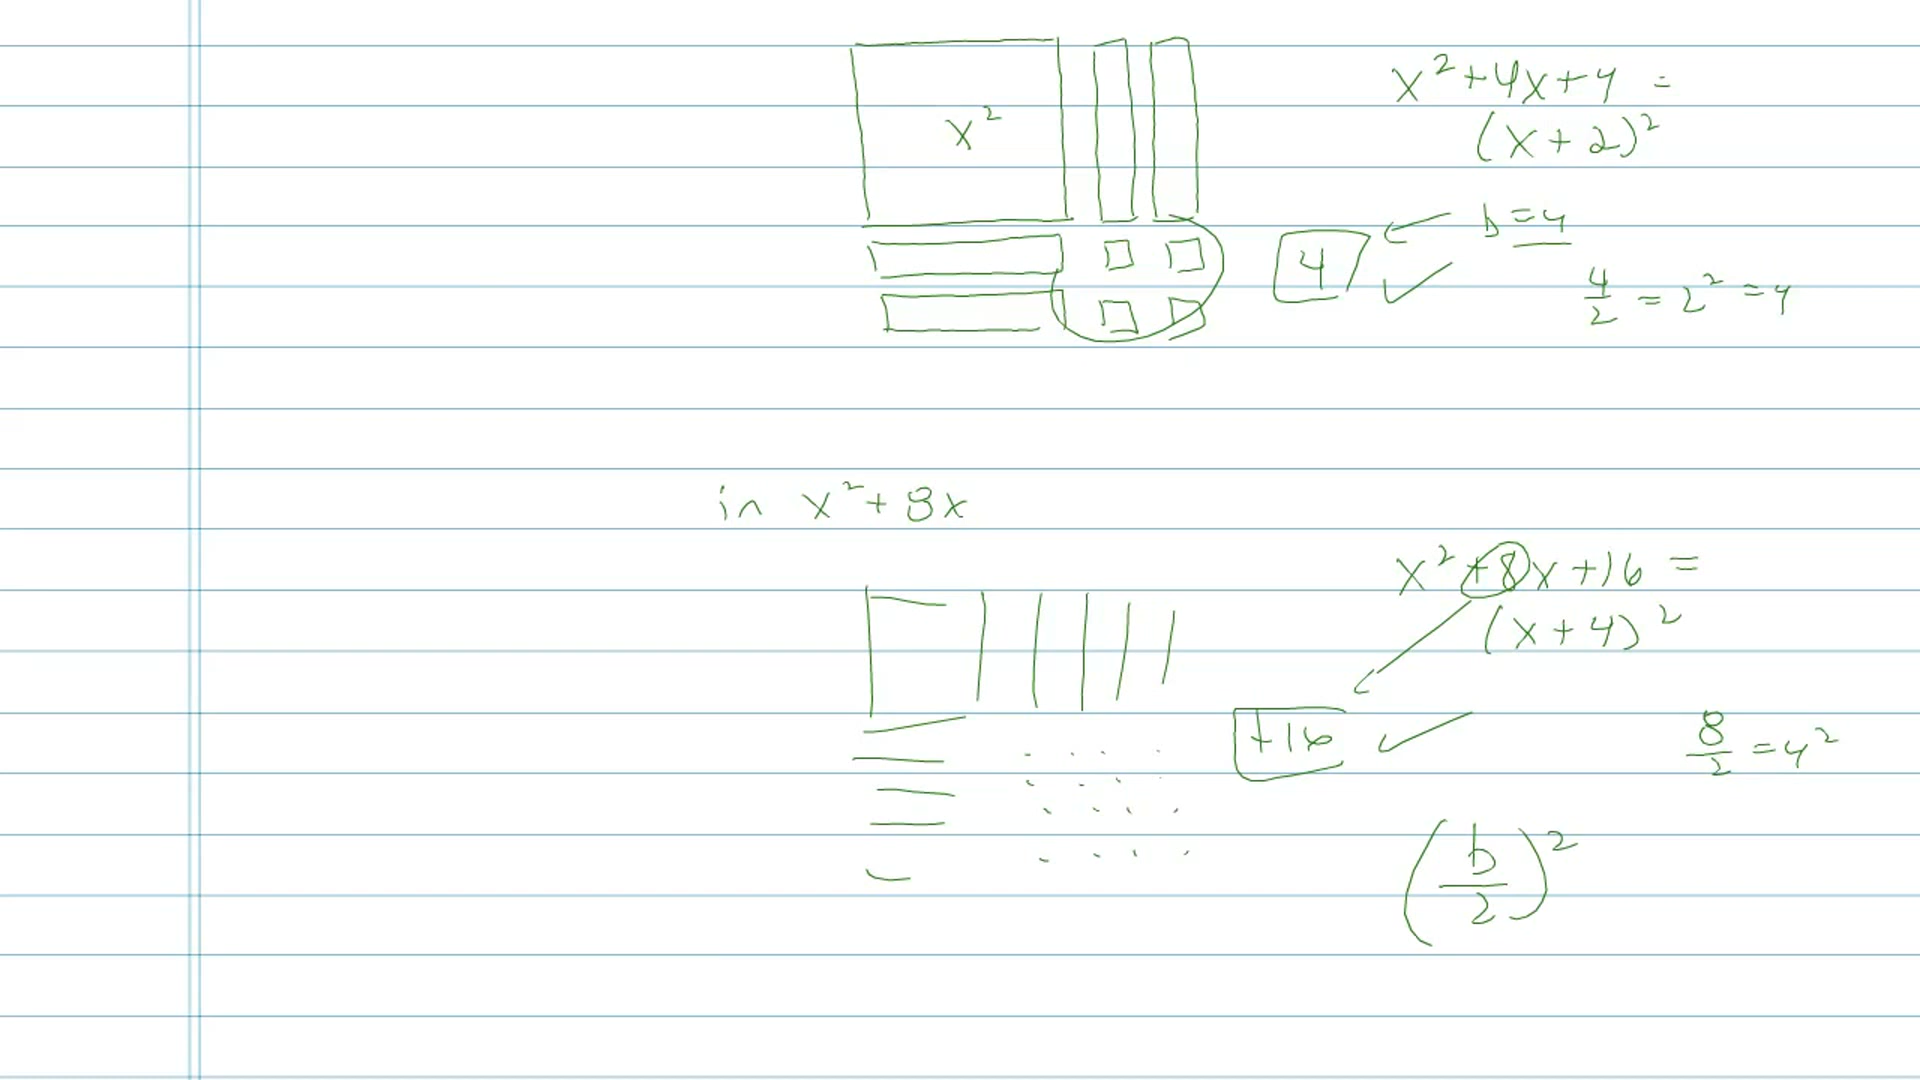 x²
x² + 4x + 4 =
(x + 2)²
4
b = 4
4/2 = 2² = 4
in x² + 8x
x² + 8x + 16 =
(x + 4)²
+16
8/2 = 4²
(b/2)²